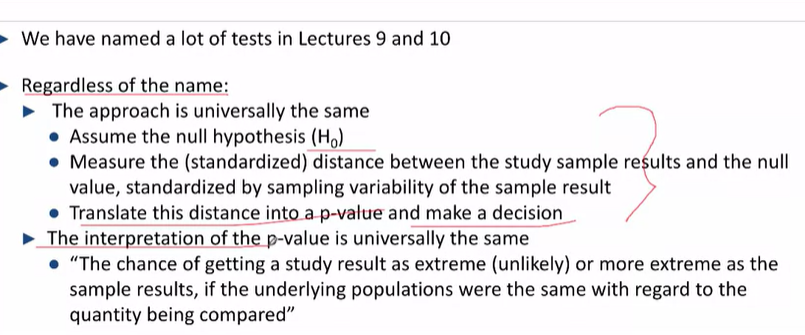 We have named a lot of tests in Lectures 9 and 10
Regardless of the name:
The approach is universally the same
Assume the null hypothesis (H₀)
Measure the (standardized) distance between the study sample results and the null
value, standardized by sampling variability of the sample result
Translate this distance into a p-value and make a decision
The interpretation of the p-value is universally the same
“The chance of getting a study result as extreme (unlikely) or more extreme as the
sample results, if the underlying populations were the same with regard to the
quantity being compared”